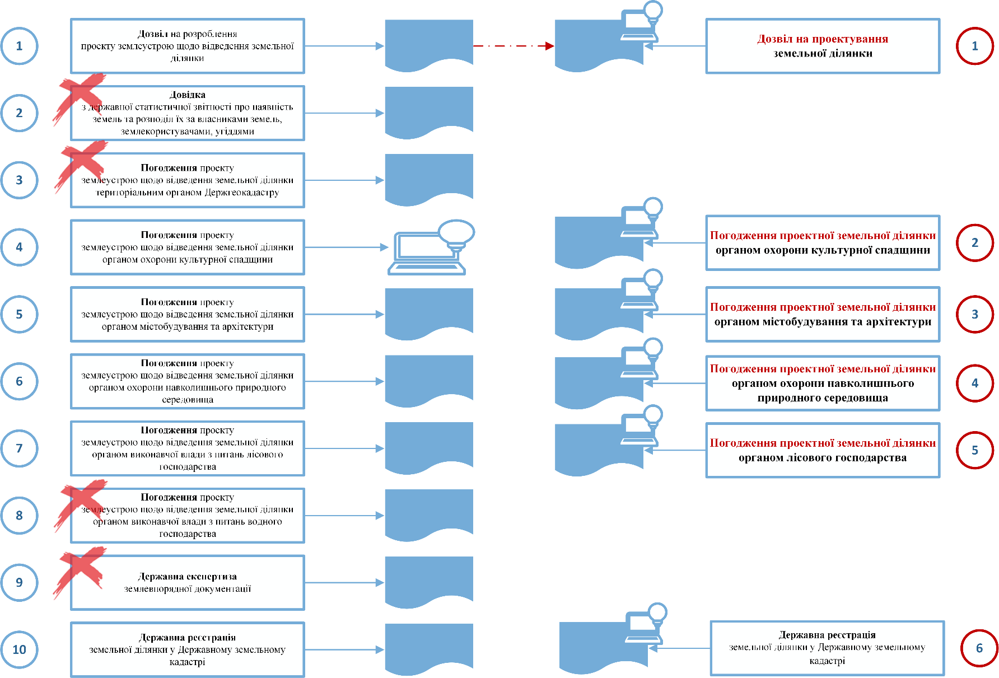 1
Дозвіл на розроблення
проєкту землеустрою щодо відведення земельної
ділянки
Дозвіл на проектування
земельної ділянки
1
2
Довідка
з державної статистичної звітності про наявність
земель та розподіл їх за власниками земель,
землекористувачами, угіддями
3
Погодження проекту
землеустрою щодо відведення земельної ділянки
територіальним органом Держгеокадастру
4
Погодження проекту
землеустрою щодо відведення земельної ділянки
органом охорони культурної спадщини
Погодження проектної земельної ділянки
органом охорони культурної спадщини
2
5
Погодження проекту
землеустрою щодо відведення земельної ділянки
органом містобудування та архітектури
Погодження проектної земельної ділянки
органом містобудування та архітектури
3
6
Погодження проекту
землеустрою щодо відведення земельної ділянки
органом охорони навколишнього природного
середовища
Погодження проектної земельної ділянки
органом охорони навколишнього
природного середовища
4
7
Погодження проєкту
землеустрою щодо відведення земельної ділянки
органом виконавчої влади з питань лісового
господарства
Погодження проектної земельної ділянки
органом лісового господарства
5
8
Погодження проєкту
землеустрою щодо відведення земельної ділянки
органом виконавчої влади з питань водного
господарства
9
Державна експертиза
землевпорядної документації
10
Державна реєстрація
земельної ділянки у Державному земельному
кадастрі
Державна реєстрація
земельної ділянки у Державному земельному
кадастрі
6